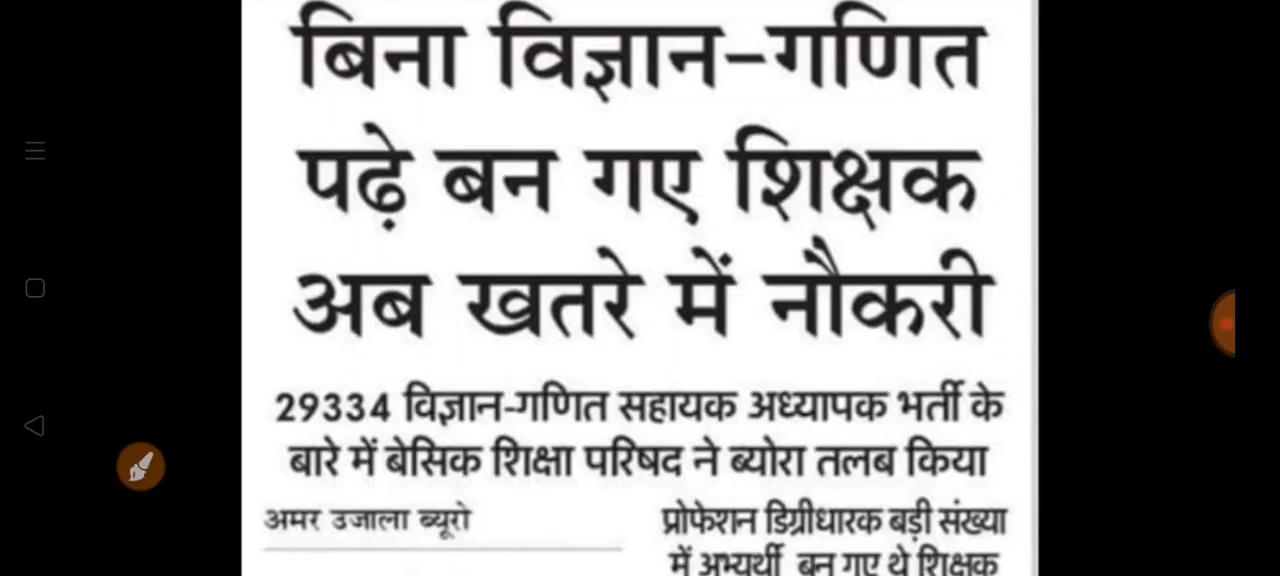 बिना विज्ञान-गणित
पढ़े बन गए शिक्षक
अब खतरे में नौकरी
29334 विज्ञान-गणित सहायक अध्यापक भर्ती के
बारे में बेसिक शिक्षा परिषद ने ब्योरा तलब किया
अमर उजाला ब्यूरो
प्रोफेशन डिग्रीधारक बड़ी संख्या
में अभ्यर्थी बन गए थे शिक्षक